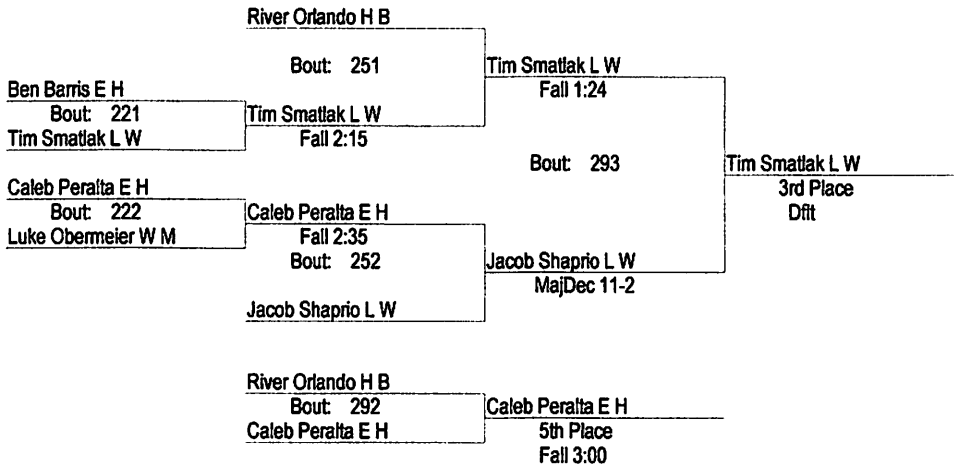 River Orlando H B
Bout: 251
Tim Smatlak L W
Fall 1:24
Ben Barris E H
Bout: 221
Tim Smatlak L W
Tim Smatlak L W
Fall 2:15
Bout: 293
Tim Smatlak L W
3rd Place
Dflt
Caleb Peralta E H
Bout: 222
Luke Obermeier W M
Caleb Peralta E H
Fall 2:35
Bout: 252
Jacob Shaprio L W
MajDec 11-2
Jacob Shaprio L W
River Orlando H B
Bout: 292
Caleb Peralta E H
Caleb Peralta E H
5th Place
Fall 3:00